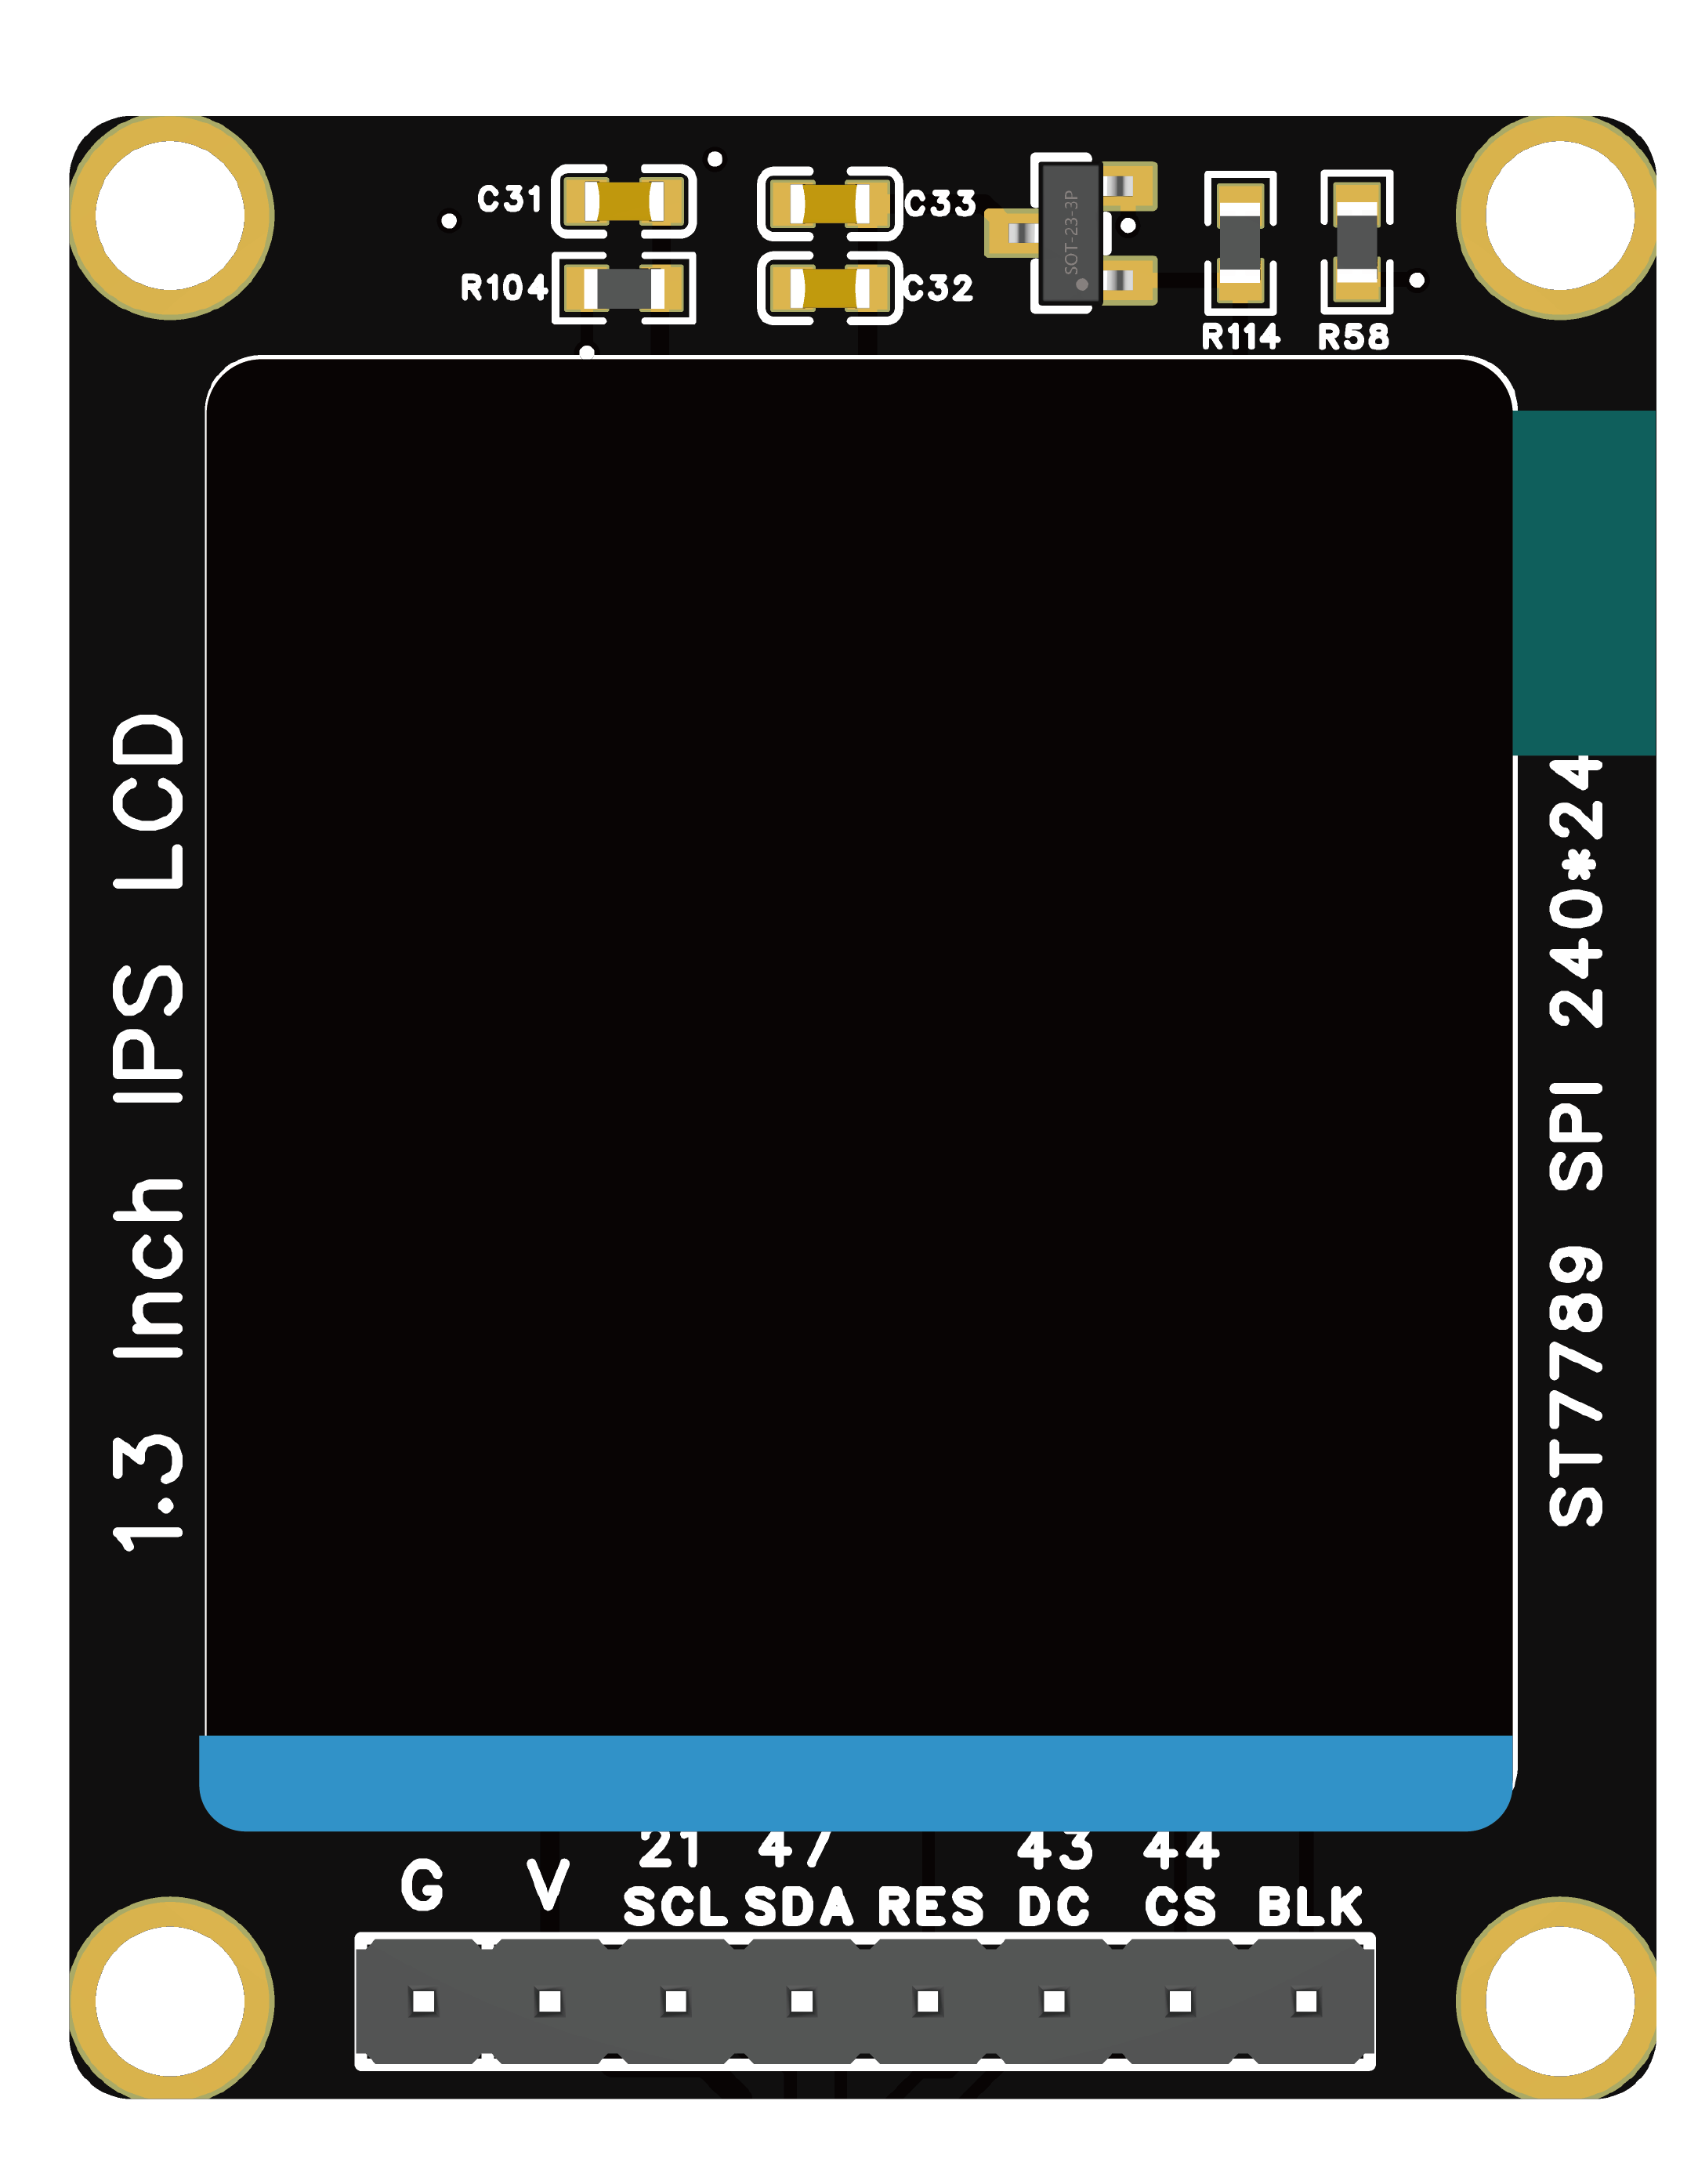 C31
C33
R104
C32
SOT-23-3P
R114 R58
1.3 Inch IPS LCD
ST7789 SPI 240*24
21 47 43 44
G V SCL SDA RES DC CS BLK